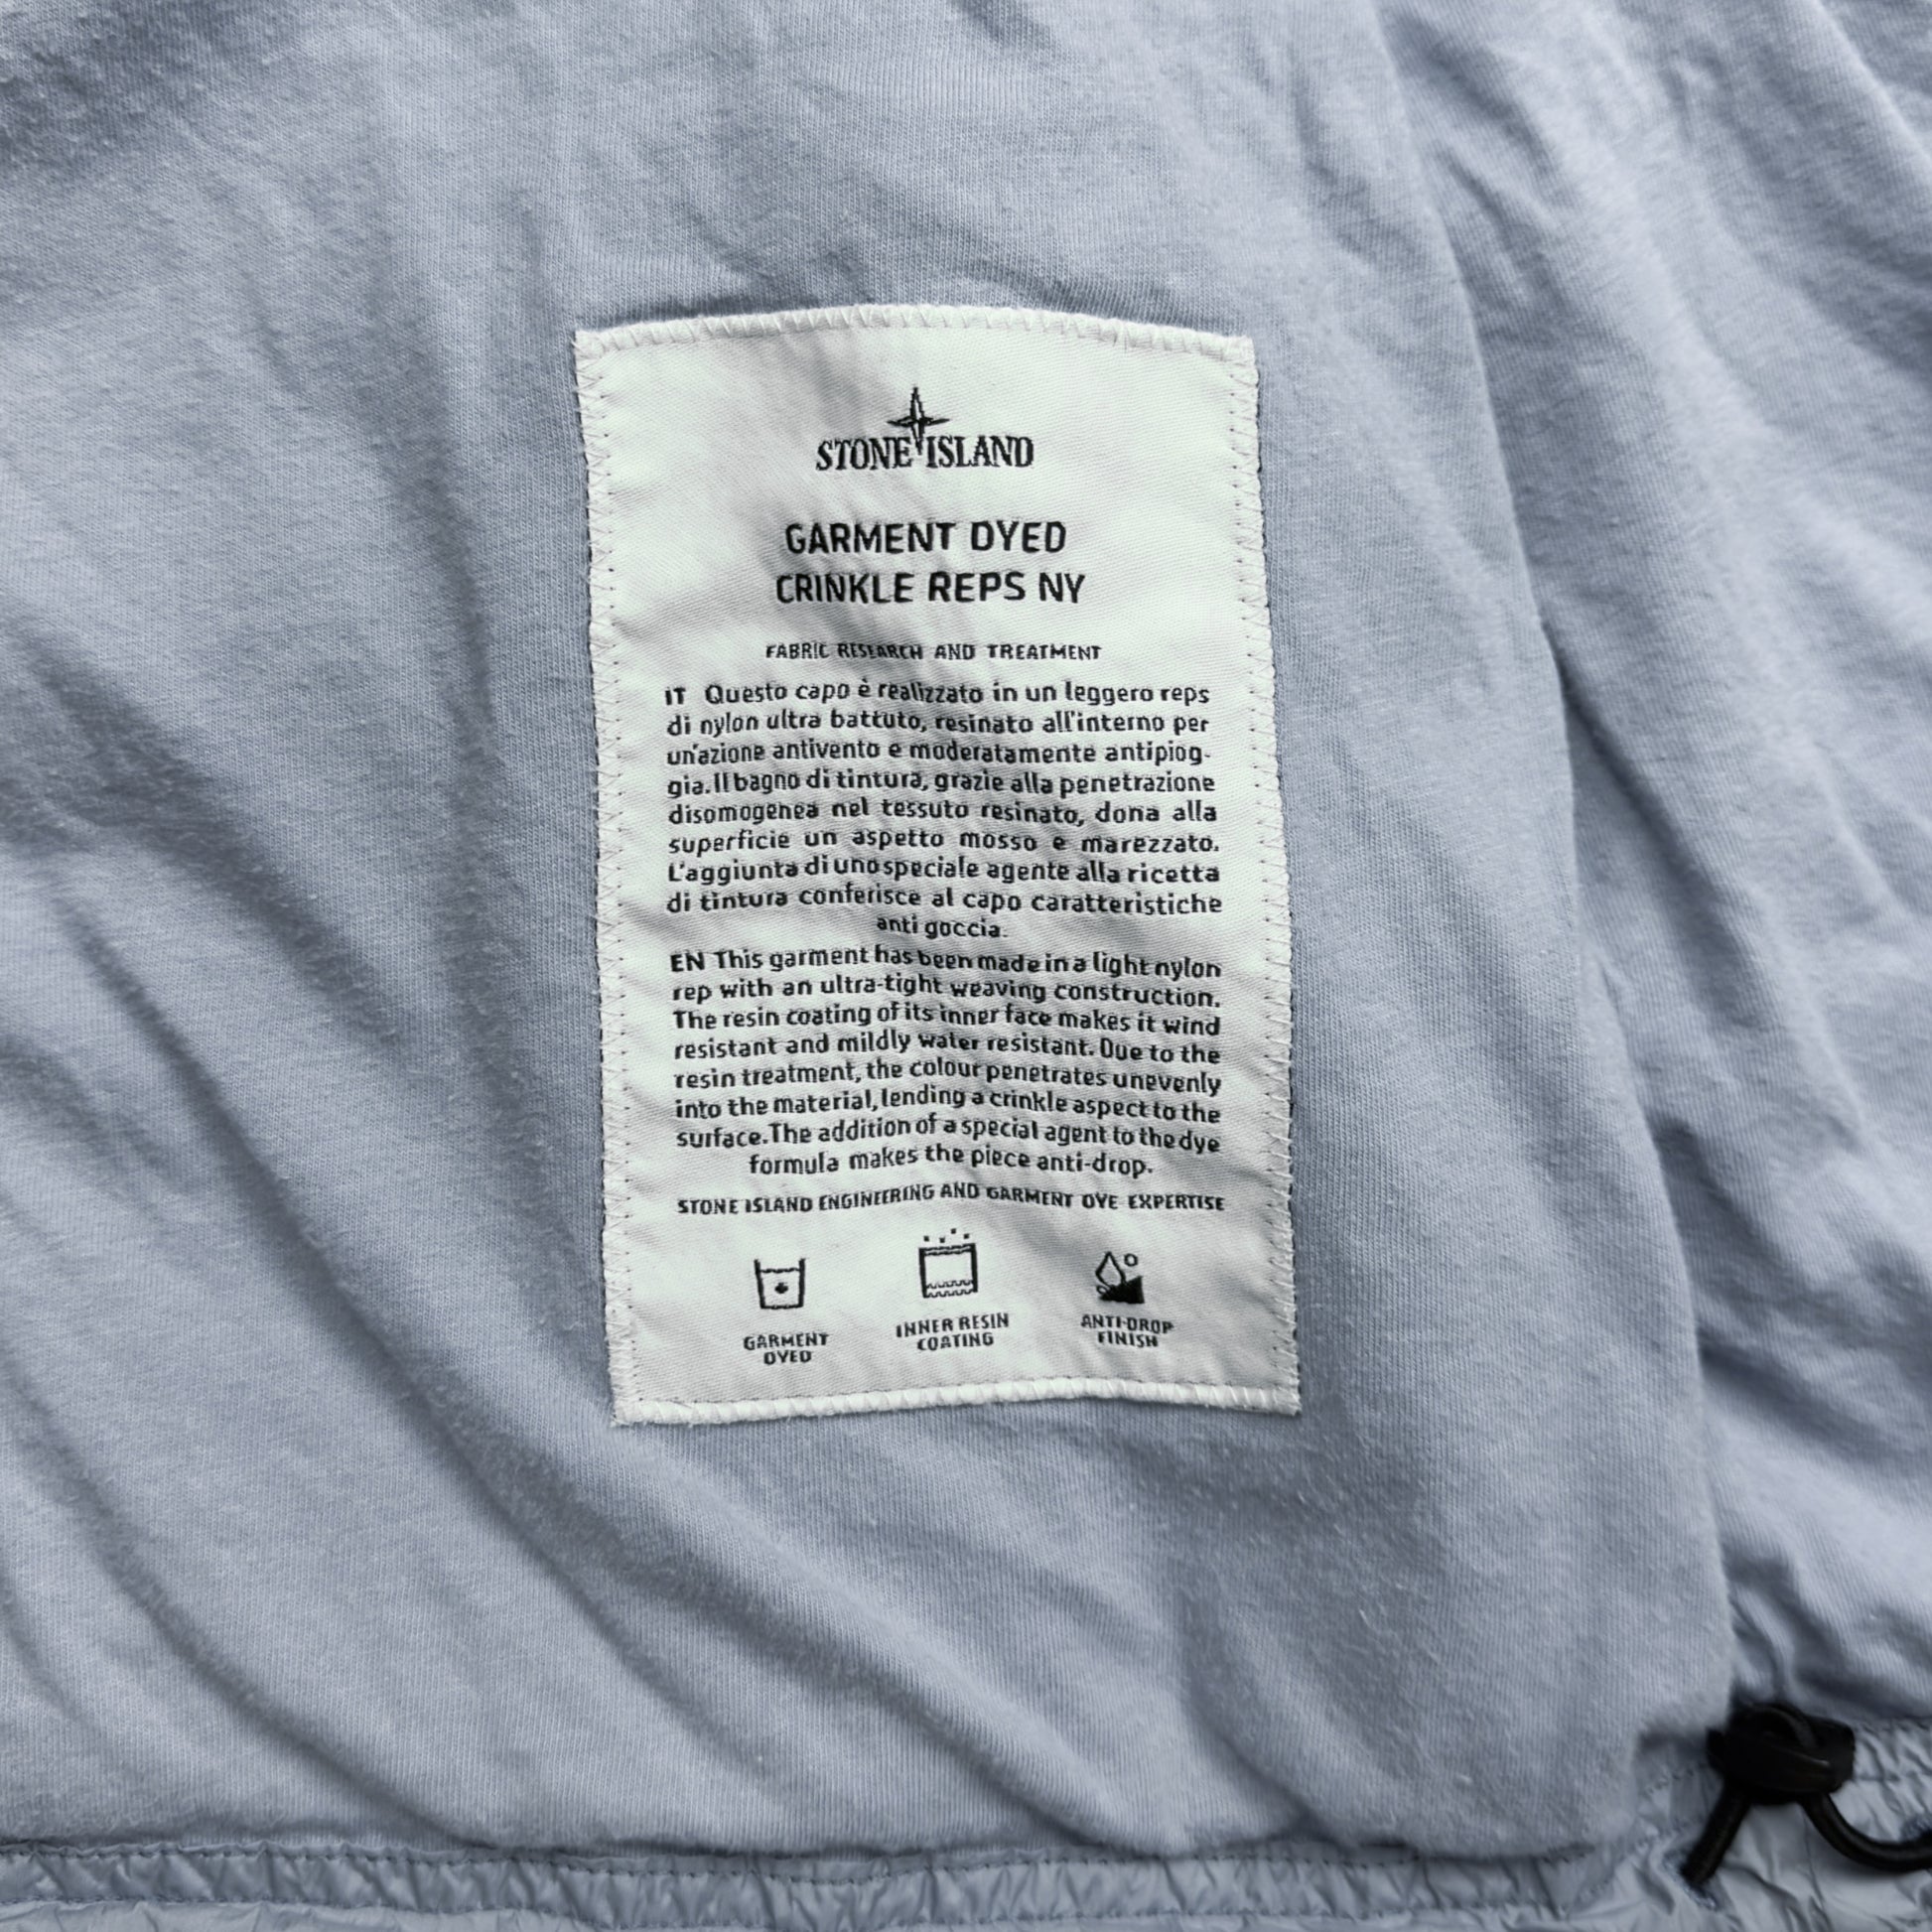 STONE ISLAND
GARMENT DYED
CRINKLE REPS NY
FABRIC RESEARCH AND TREATMENT
IT Questo capo è realizzato in un leggero reps
di nylon ultra battuto, resinato all'interno per
un'azione antivento e moderatamente antipiog-
gia. Il bagno di tintura, grazie alla penetrazione
disomogenea nel tessuto resinato, dona alla
superficie un aspetto mosso e marezzato.
L'aggiunta di uno speciale agente alla ricetta
di tintura conferisce al capo caratteristiche
anti goccia.
EN This garment has been made in a light nylon
rep with an ultra-tight weaving construction.
The resin coating of its inner face makes it wind
resistant and mildly water resistant. Due to the
resin treatment, the colour penetrates unevenly
into the material, lending a crinkle aspect to the
surface. The addition of a special agent to the dye
formula makes the piece anti-drop.
STONE ISLAND ENGINEERING AND GARMENT DYE EXPERTISE
GARMENT
DYED
INNER RESIN
COATING
ANTI-DROP
FINISH